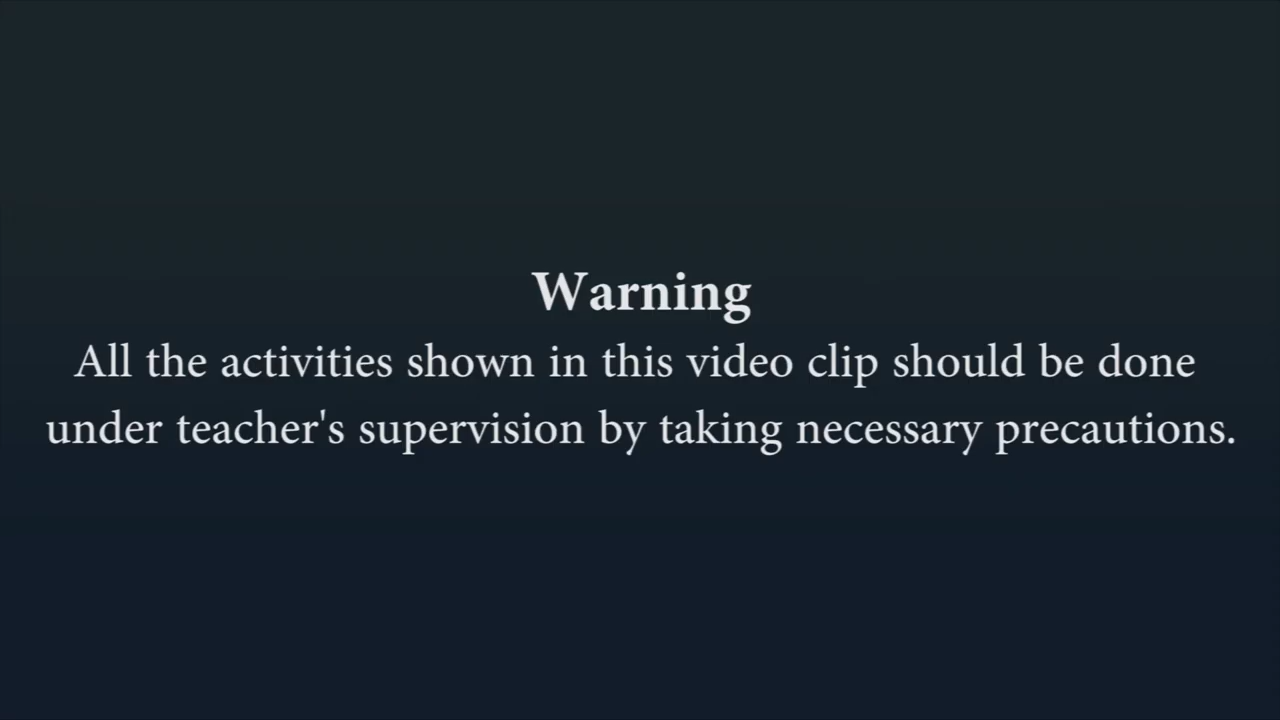 Warning
All the activities shown in this video clip should be done
under teacher's supervision by taking necessary precautions.